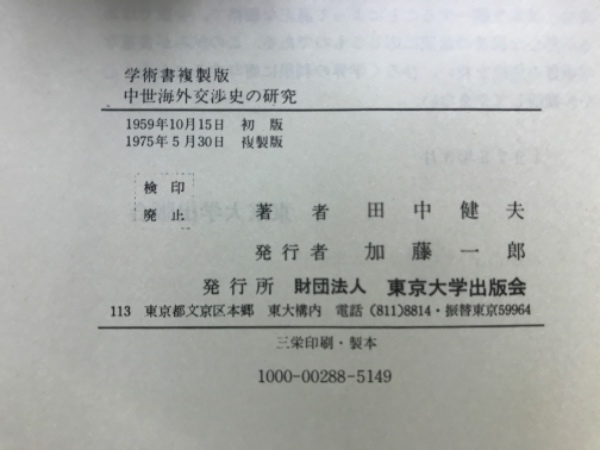 学術書複製版
中世海外交渉史の研究
1959年10月15日 初版
1975年5月30日 複製版
検印
廃止
著者 田中健夫
発行者 加藤一郎
発行所 財団法人 東京大学出版会
113 東京都文京区本郷 東大構内 電話 (811)8814・振替東京59964
三栄印刷・製本
1000-00288-5149